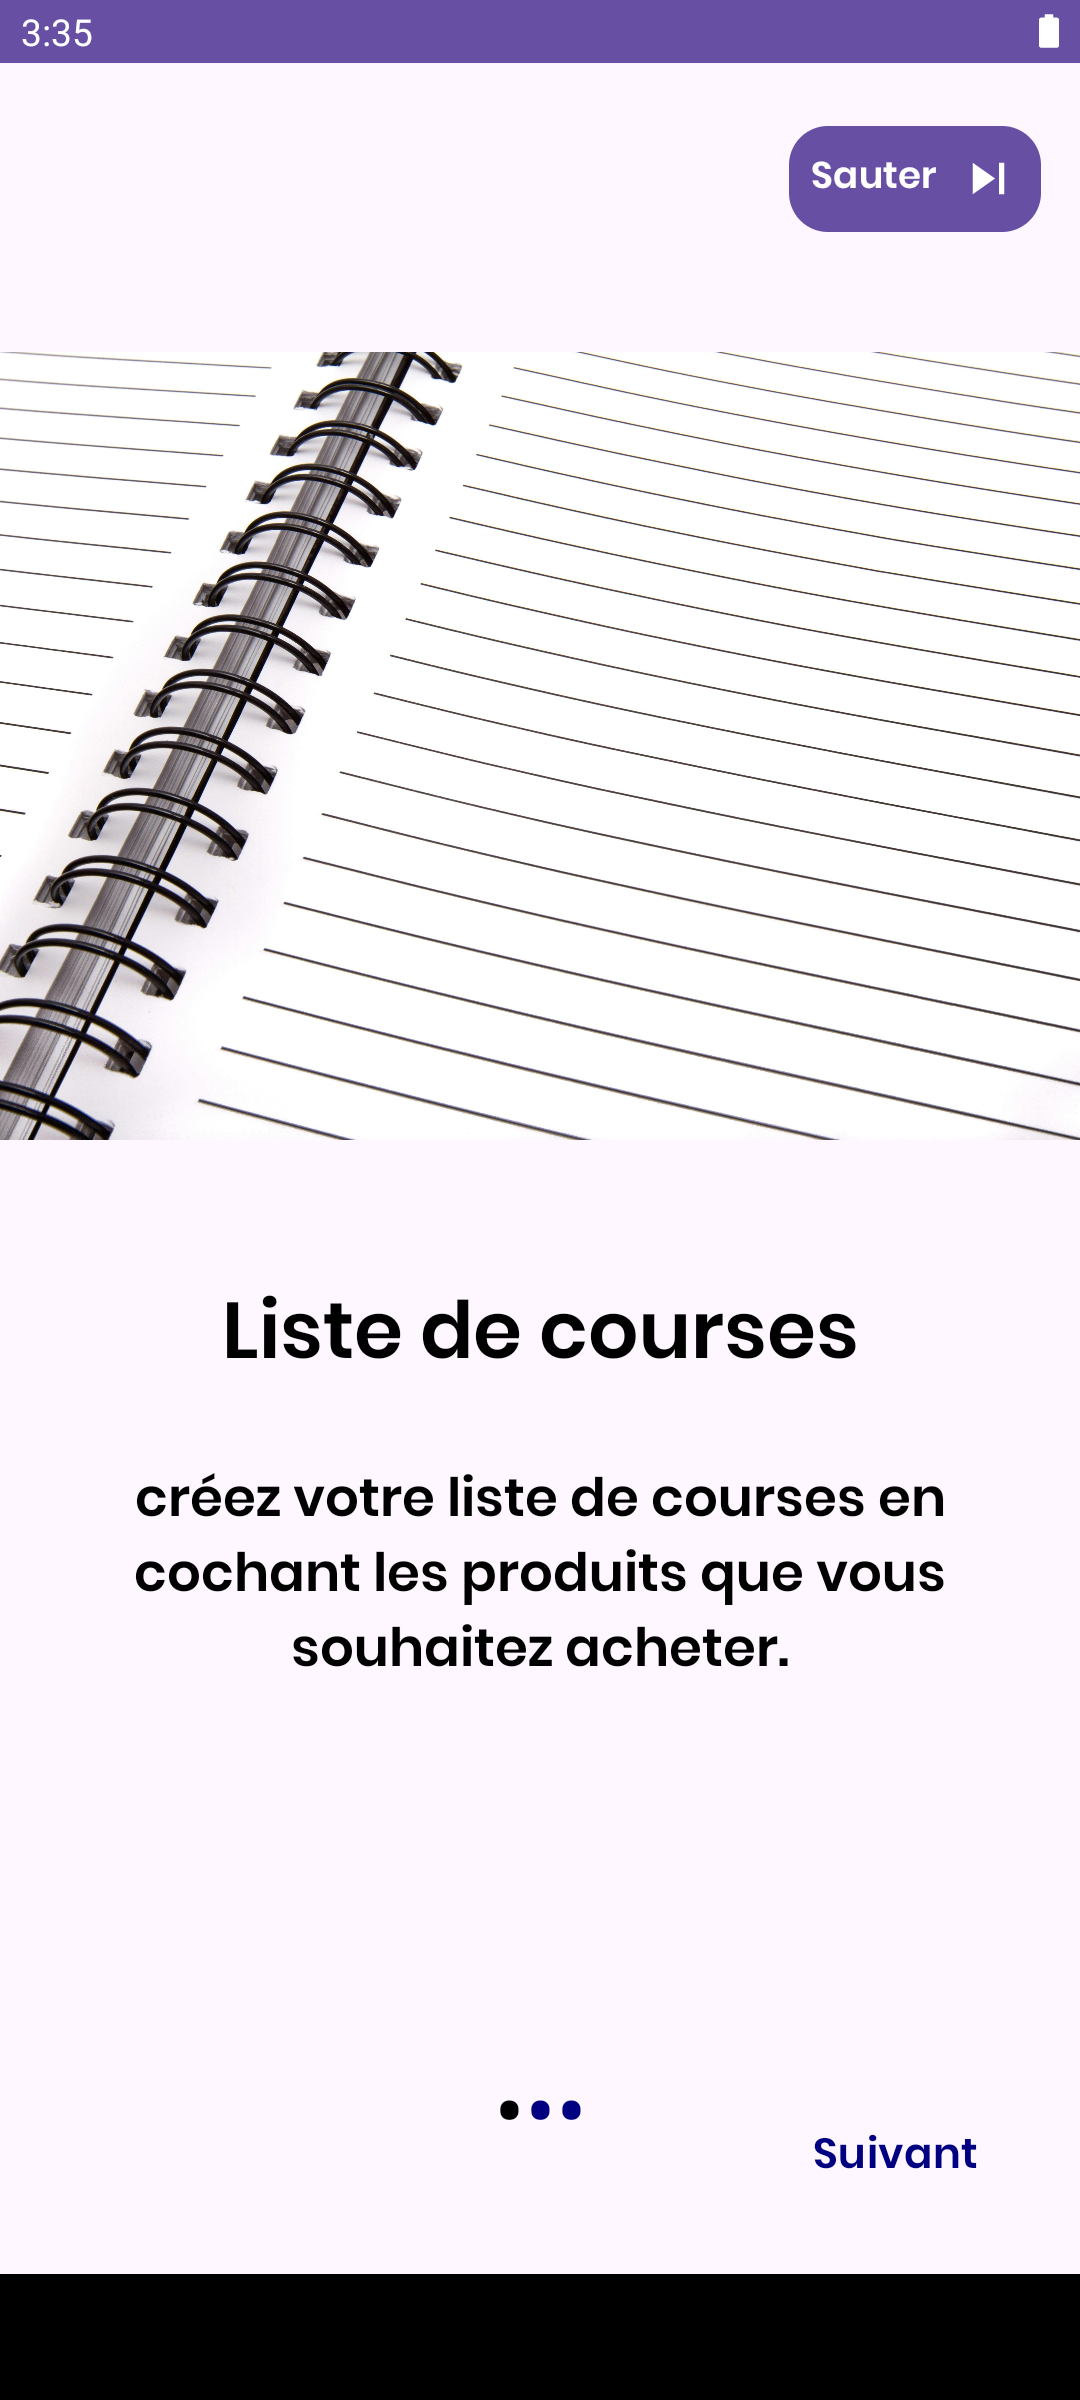 3:35
Sauter
Liste de courses
créez votre liste de courses en
cochant les produits que vous
souhaitez acheter.
Suivant